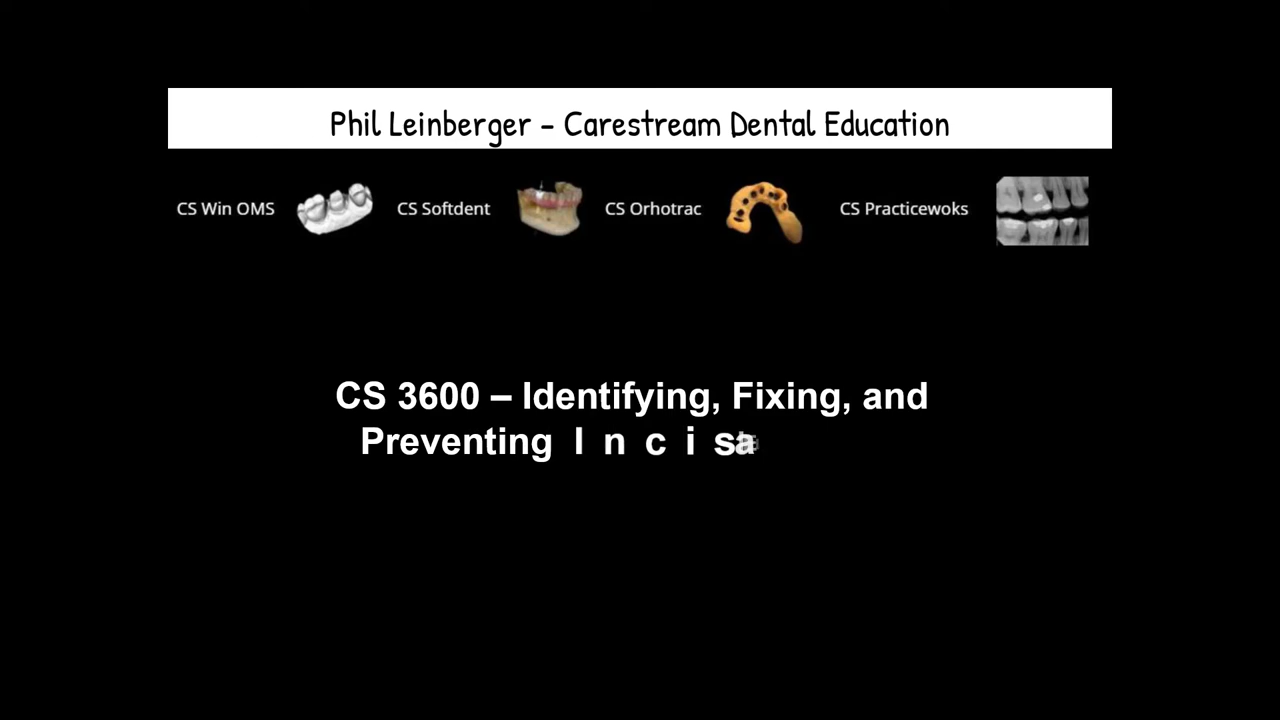 Phil Leinberger – Carestream Dental Education
CS Win OMS CS Softdent CS Orhotrac CS Practicewoks
CS 3600 – Identifying, Fixing, and
Preventing I n c i s a